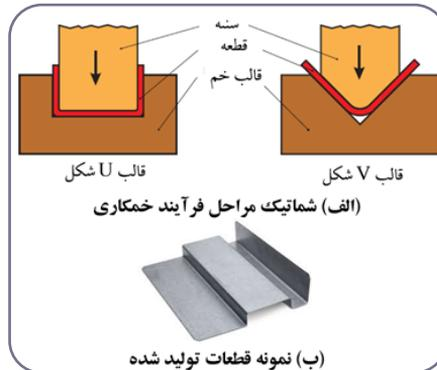 سنبه
قطعه
قالب خم
قالب U شکل
قالب V شکل
(الف) شماتیک مراحل فرآیند خمکاری
(ب) نمونه قطعات تولید شده